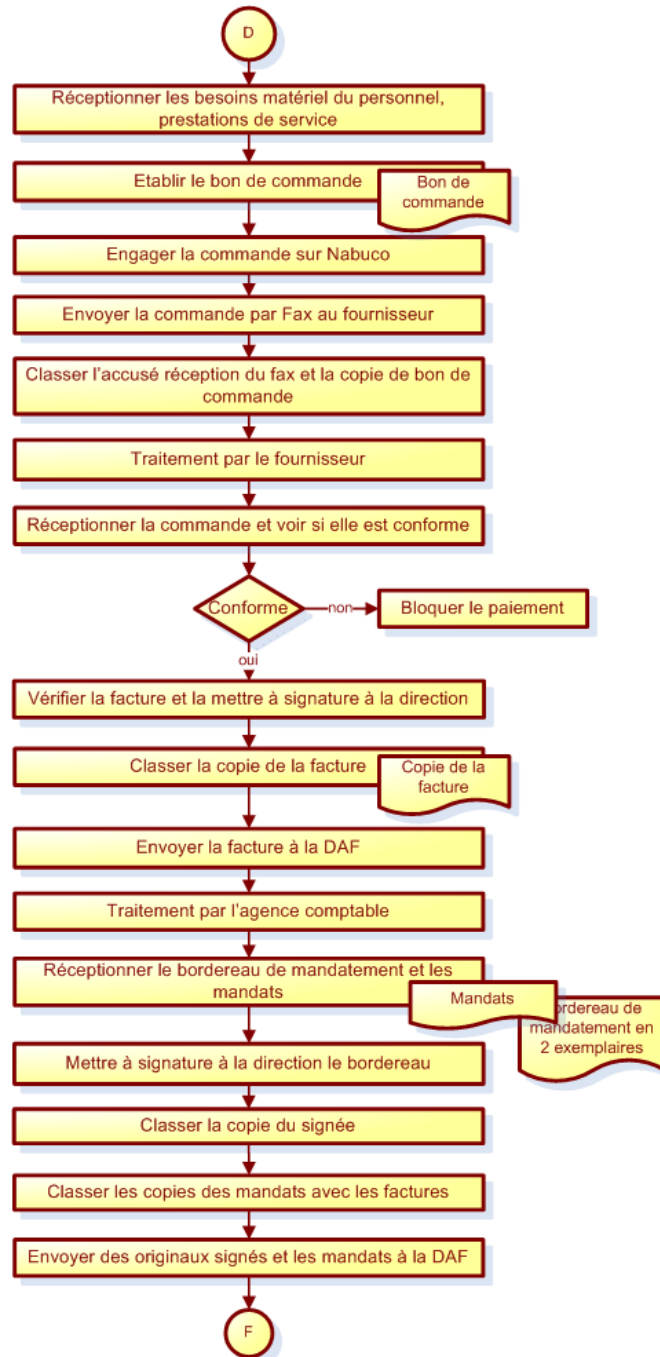 D
Réceptionner les besoins matériel du personnel,
prestations de service
Etablir le bon de commande
Bon de
commande
Engager la commande sur Nabuco
Envoyer la commande par Fax au fournisseur
Classer l'accusé réception du fax et la copie de bon de
commande
Traitement par le fournisseur
Réceptionner la commande et voir si elle est conforme
Conforme
non
Bloquer le paiement
oui
Vérifier la facture et la mettre à signature à la direction
Classer la copie de la facture
Copie de la
facture
Envoyer la facture à la DAF
Traitement par l'agence comptable
Réceptionner le bordereau de mandatement et les
mandats
Mandats
ordereau de
mandatement en
2 exemplaires
Mettre à signature à la direction le bordereau
Classer la copie du signée
Classer les copies des mandats avec les factures
Envoyer des originaux signés et les mandats à la DAF
F